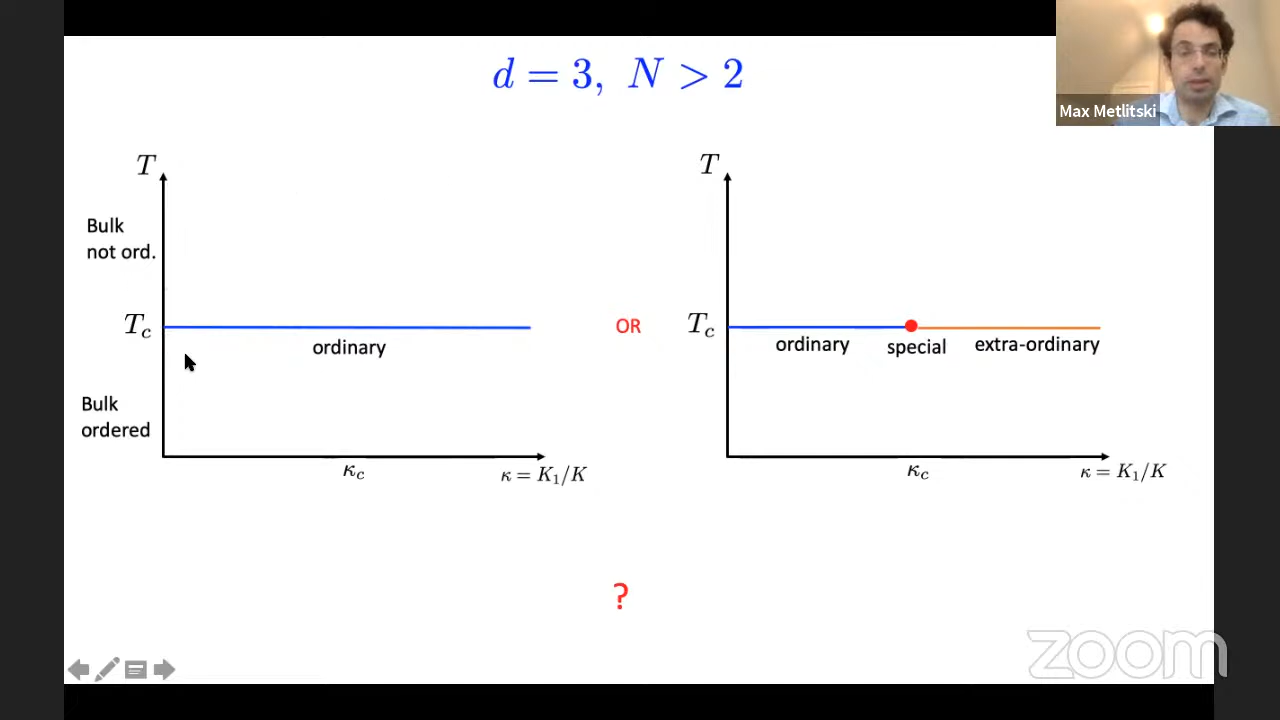 d = 3, N > 2
Max Metlitski
T
Bulk
not ord.
T_c
ordinary
Bulk
ordered
κ_c
κ = K_1/K
OR
T
T_c
ordinary
special
extra-ordinary
κ_c
κ = K_1/K
?
zoom